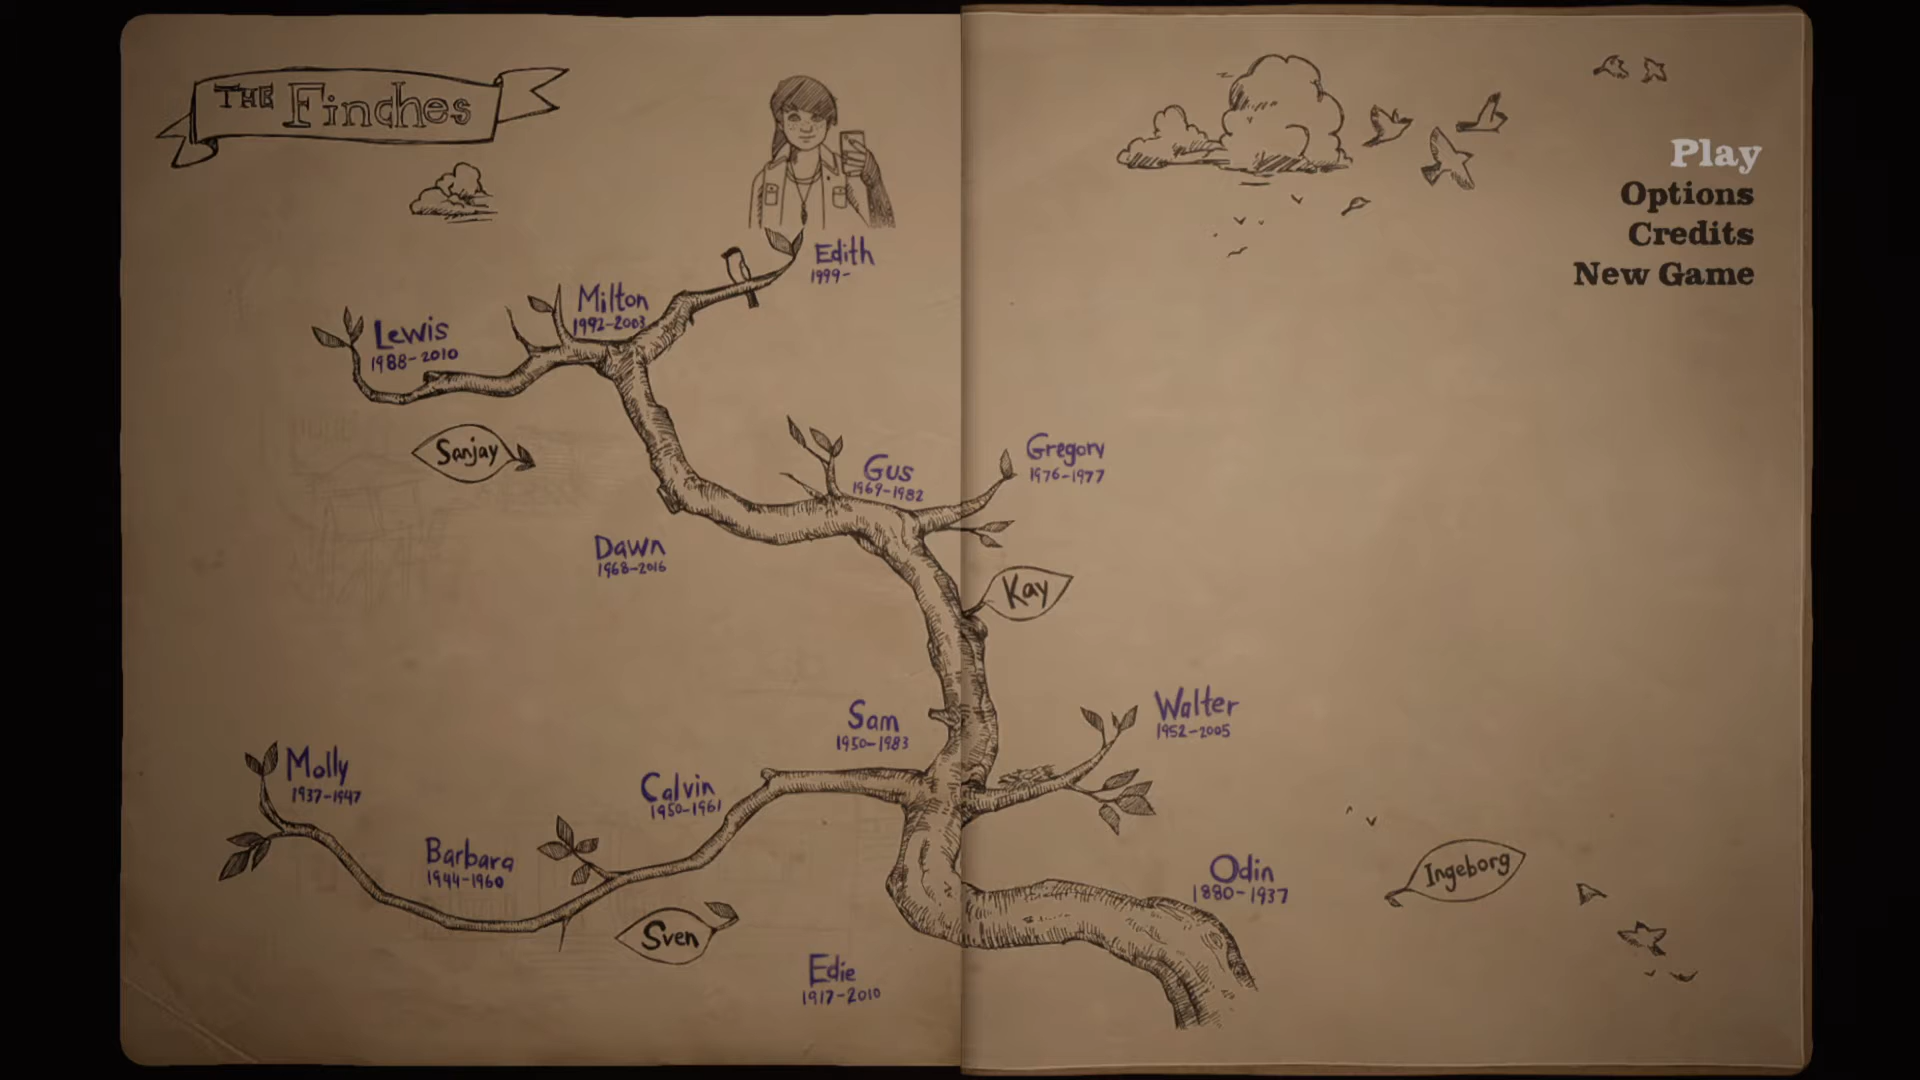 THE Finches
Play
Options
Credits
New Game
Edith
1999-
Milton
1992-2003
Lewis
1988-2010
Sanjay
Gus
1969-1982
Gregory
1976-1977
Dawn
1968-2016
Kay
Sam
1950-1983
Walter
1952-2005
Molly
1937-1947
Calvin
1950-1961
Barbara
1944-1960
Odin
1880-1937
Ingeborg
Sven
Edie
1917-2010